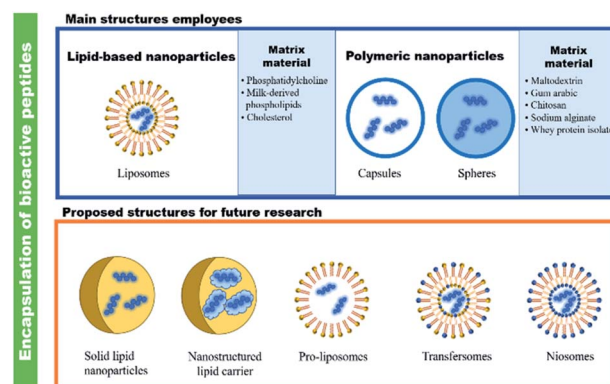 Encapsulation of bioactive peptides
Main structures employees
Lipid-based nanoparticles
Matrix
material
• Phosphatidylcholine
• Milk-derived
phospholipids
• Cholesterol
Liposomes
Polymeric nanoparticles
Capsules
Spheres
Matrix
material
• Maltodextrin
• Gum arabic
• Chitosan
• Sodium alginate
• Whey protein isolate
Proposed structures for future research
Solid lipid
nanoparticles
Nanostructured
lipid carrier
Pro-liposomes
Transfersomes
Niosomes